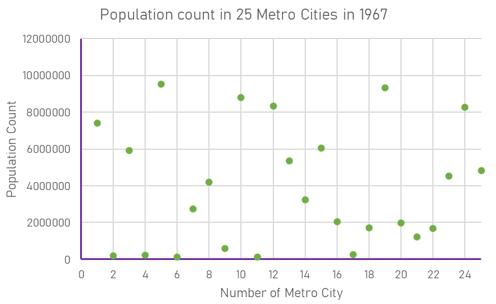 Population count in 25 Metro Cities in 1967
12000000
10000000
8000000
6000000
4000000
2000000
0
Population Count
0 2 4 6 8 10 12 14 16 18 20 22 24
Number of Metro City